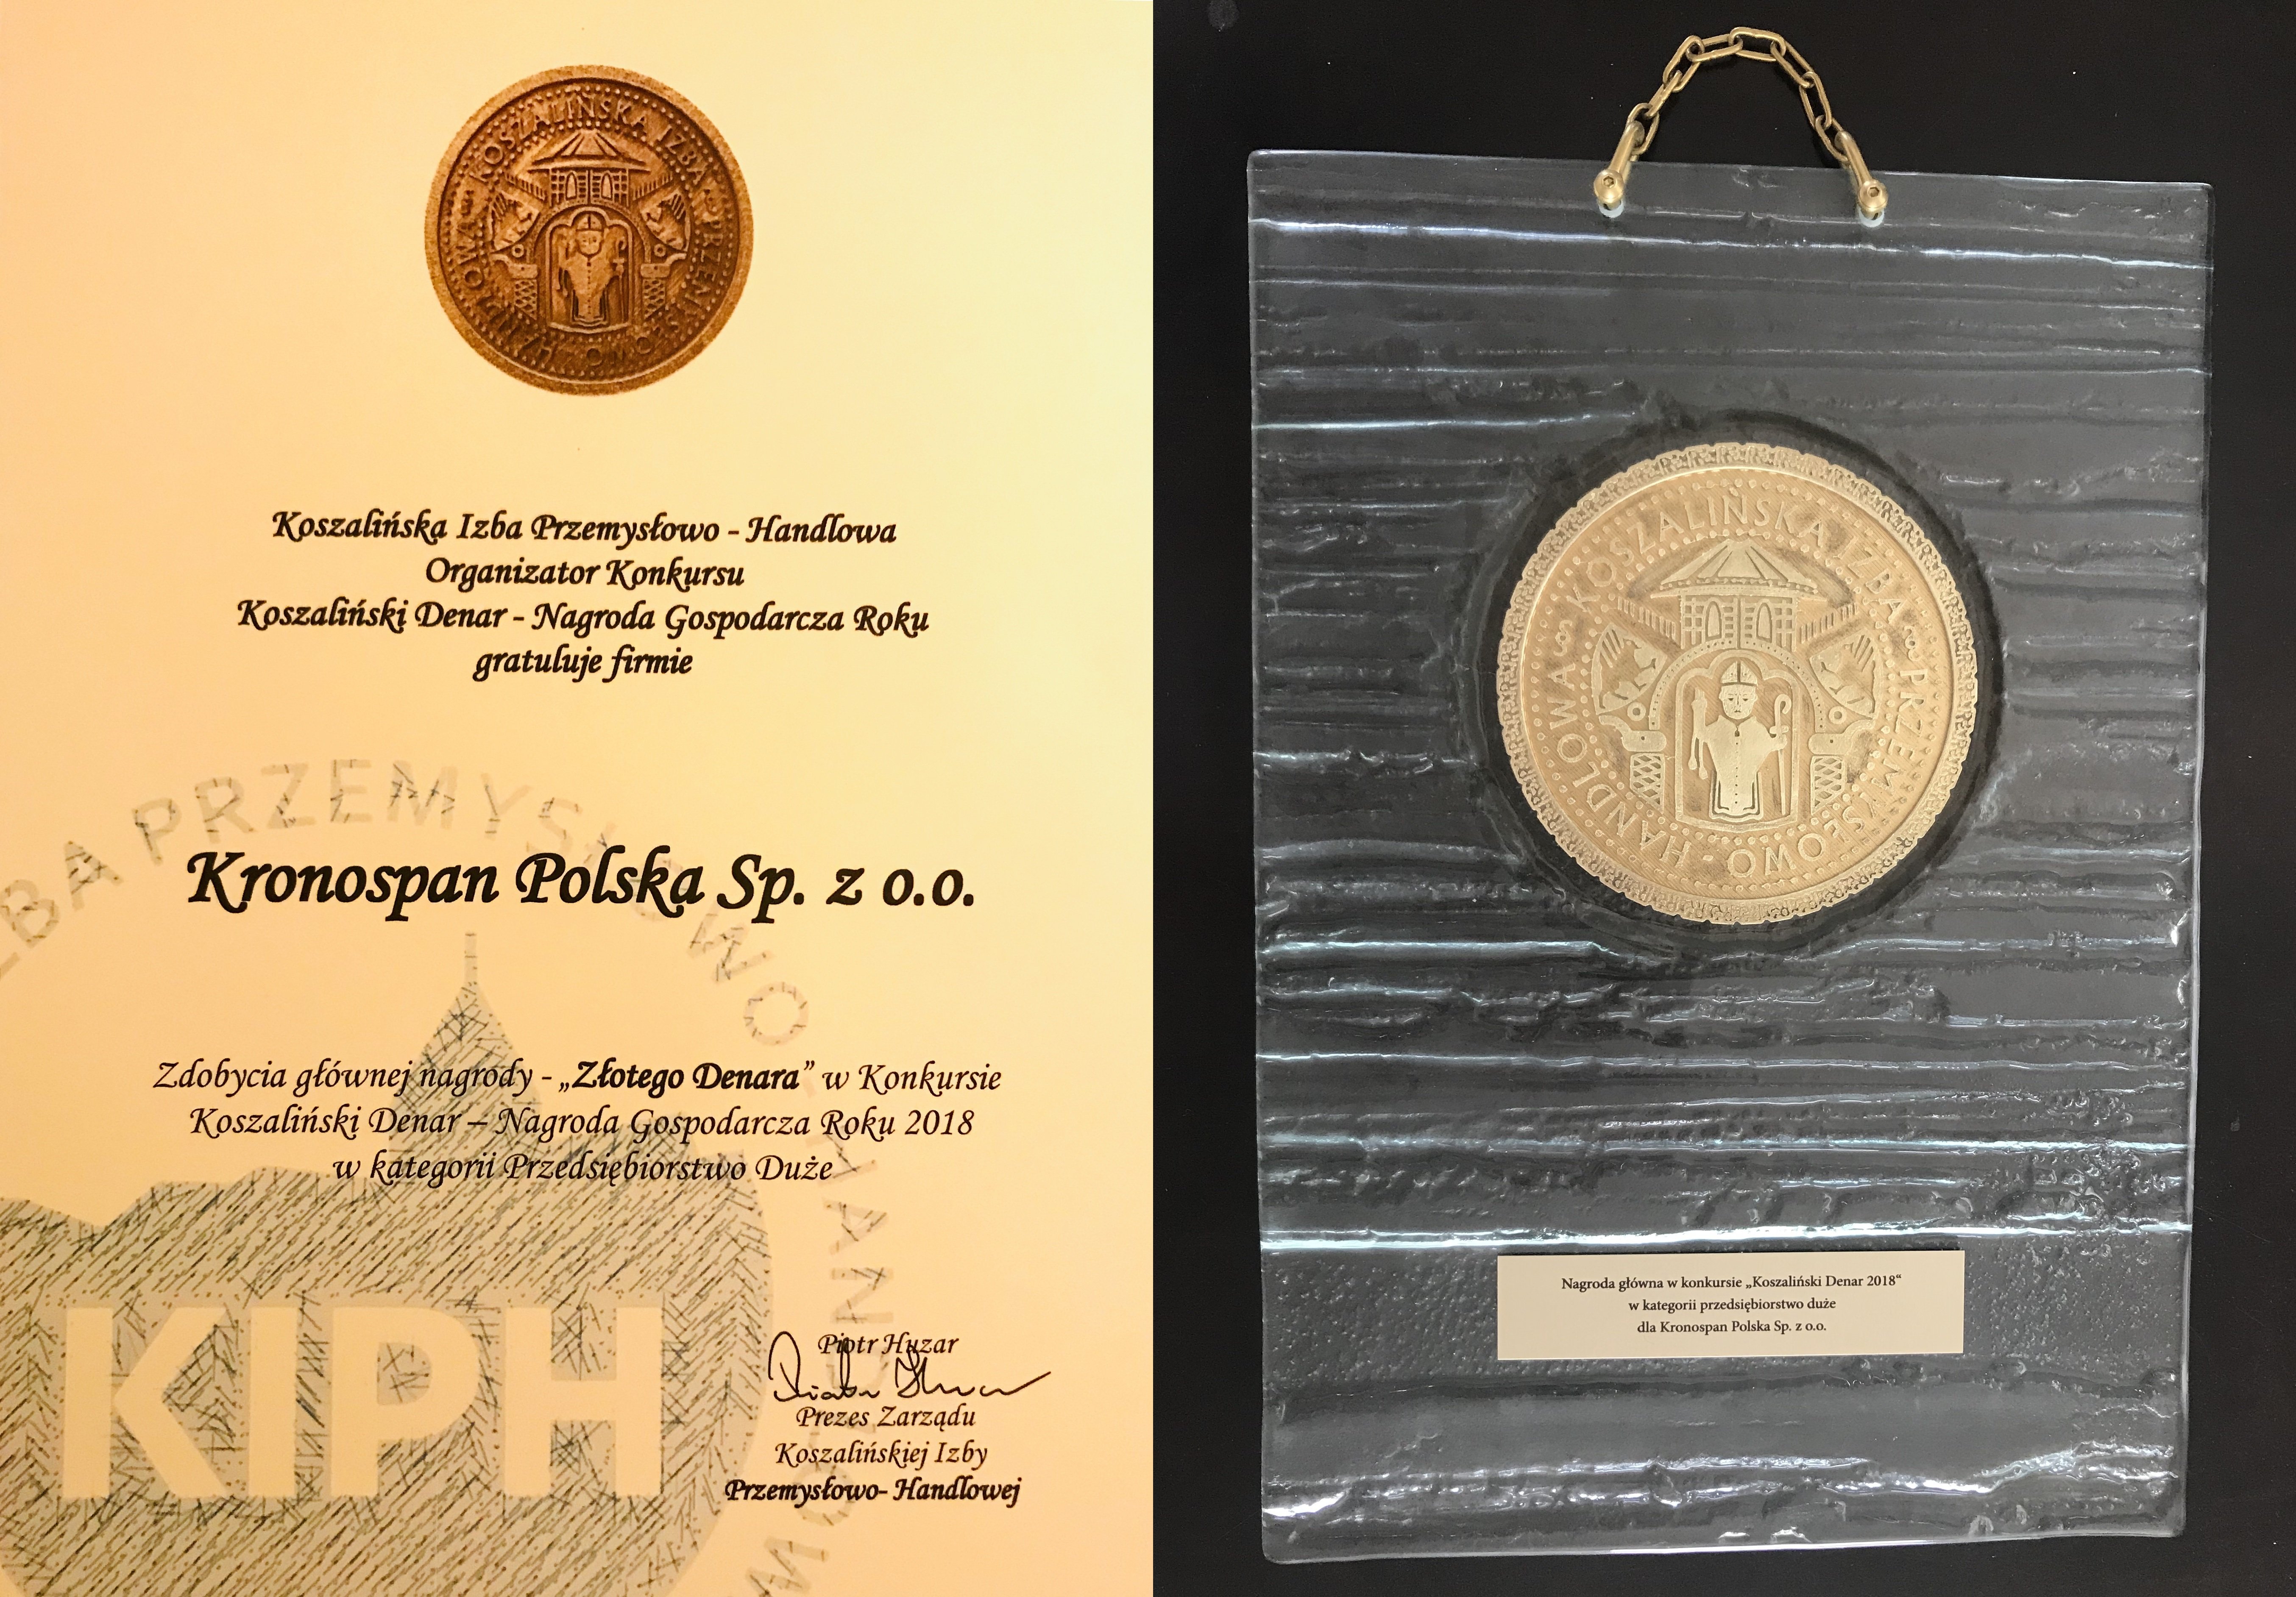 KOSZALIŃSKA IZBA PRZEMYSŁOWO - HANDLOWA
Koszalińska Izba Przemysłowo - Handlowa
Organizator Konkursu
Koszaliński Denar - Nagroda Gospodarcza Roku
gratuluje firmie
Kronospan Polska Sp. z o.o.
Zdobycia głównej nagrody - „Złotego Denara” w Konkursie
Koszaliński Denar – Nagroda Gospodarcza Roku 2018
w kategorii Przedsiębiorstwo Duże
IZBA PRZEMYSŁOWO - HANDLOWA
KIPH
Piotr Huzar
Prezes Zarządu
Koszalińskiej Izby
Przemysłowo- Handlowej
KOSZALIŃSKA IZBA PRZEMYSŁOWO - HANDLOWA
Nagroda główna w konkursie „Koszaliński Denar 2018“
w kategorii przedsiębiorstwo duże
dla Kronospan Polska Sp. z o.o.